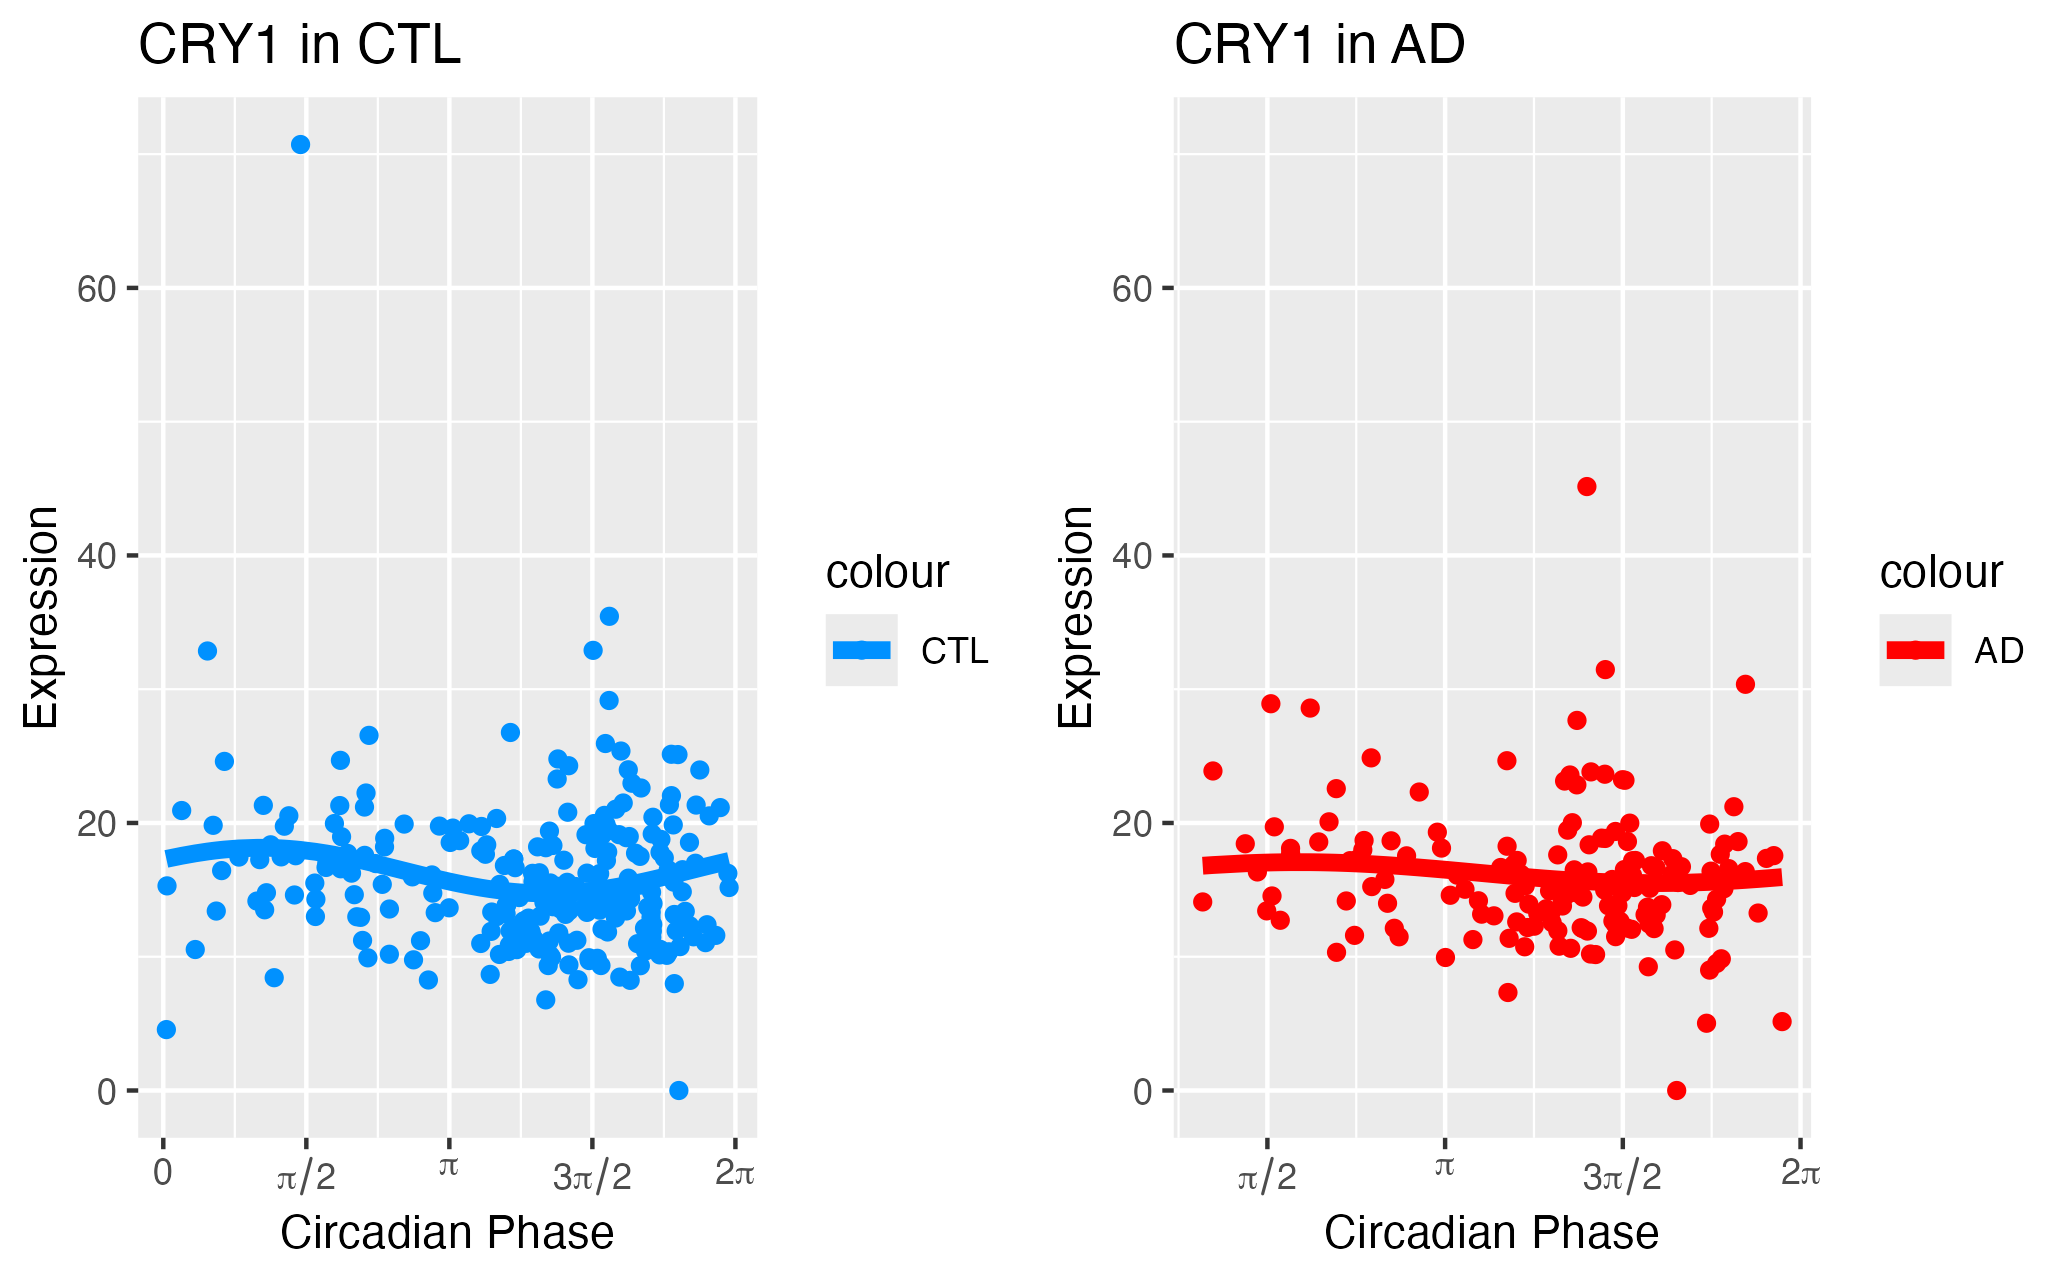 CRY1 in CTL
60
40
20
0
Expression
0
π/2
π
3π/2
2π
Circadian Phase
colour
CTL
CRY1 in AD
60
40
20
0
Expression
π/2
π
3π/2
2π
Circadian Phase
colour
AD